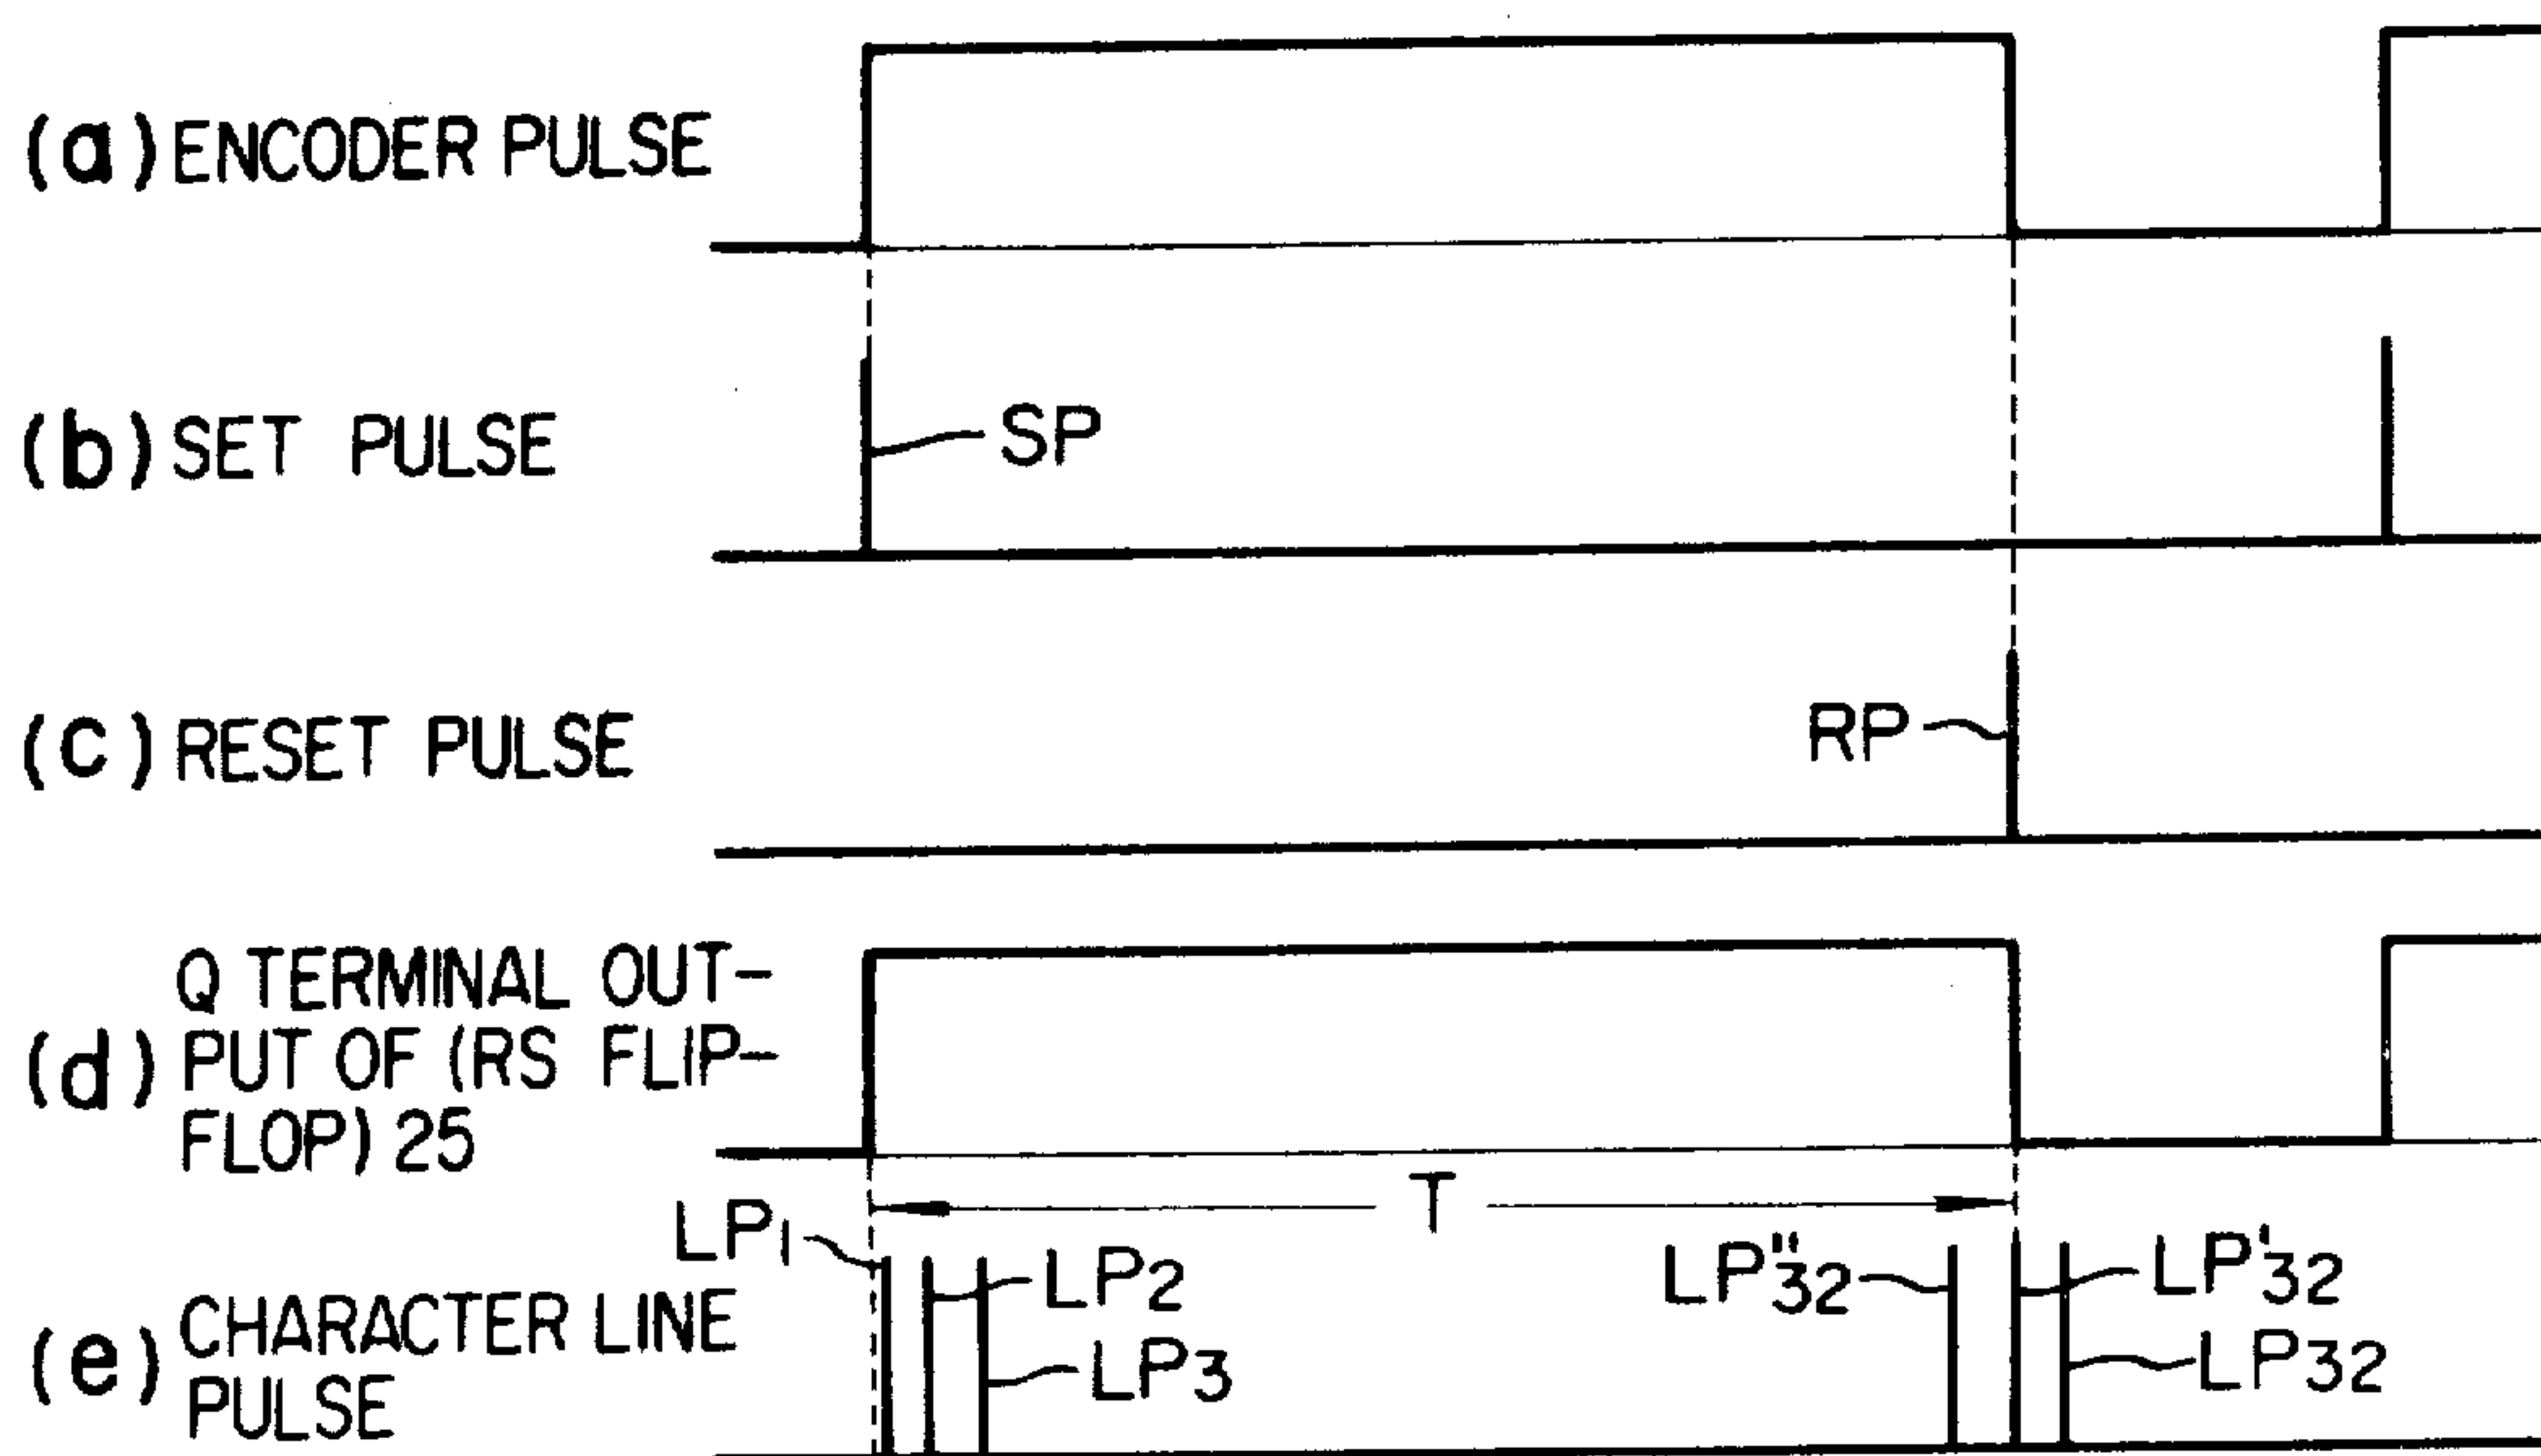 (a) ENCODER PULSE
(b) SET PULSE
SP
(c) RESET PULSE
RP
(d) Q TERMINAL OUT-
PUT OF (RS FLIP-
FLOP) 25
T
LP1
LP2
LP3
LP"32
LP'32
LP32
(e) CHARACTER LINE
PULSE